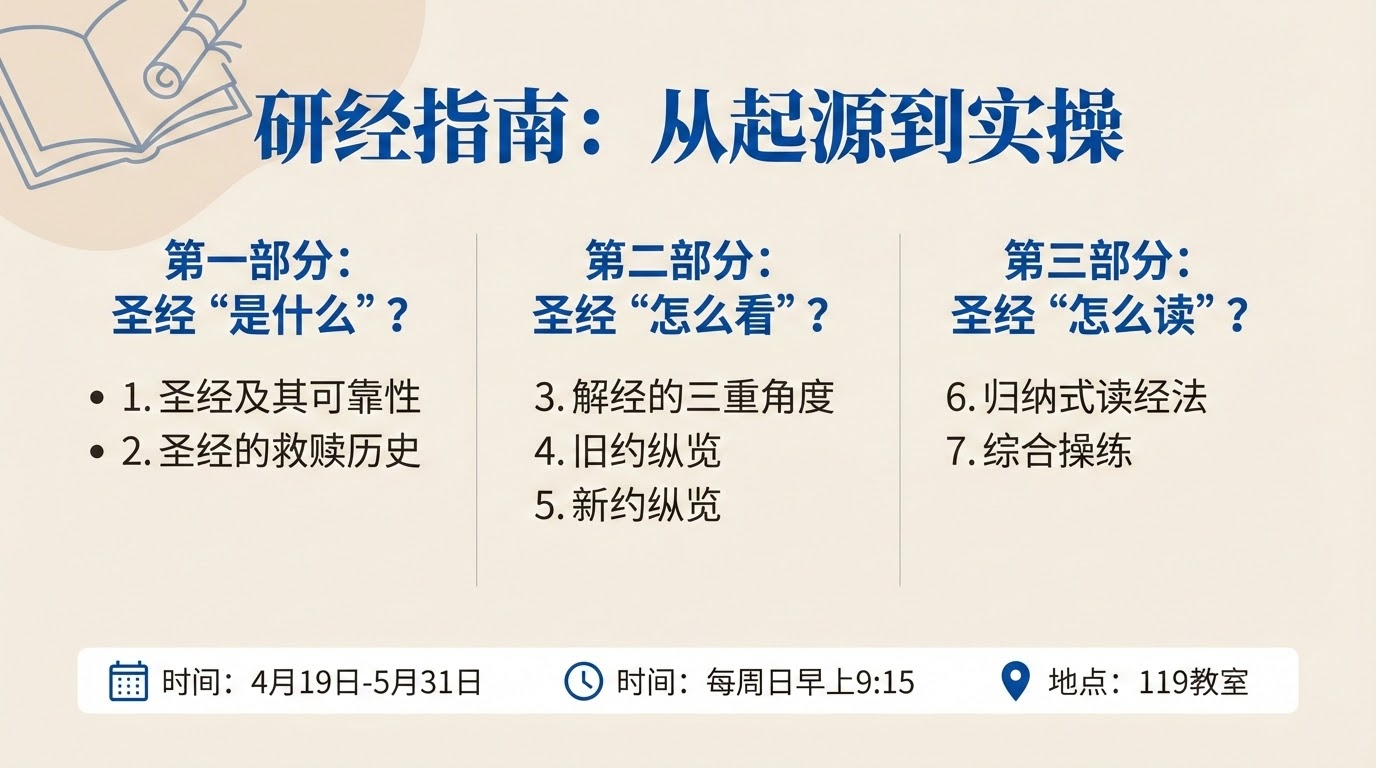 研经指南：从起源到实操
第一部分：
圣经“是什么”？
• 1. 圣经及其可靠性
• 2. 圣经的救赎历史
第二部分：
圣经“怎么看”？
3. 解经的三重角度
4. 旧约纵览
5. 新约纵览
第三部分：
圣经“怎么读”？
6. 归纳式读经法
7. 综合操练
时间：4月19日-5月31日
时间：每周日早上9:15
地点：119教室